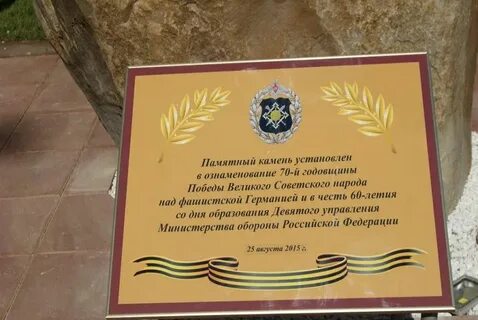 Памятный камень установлен
в ознаменование 70-й годовщины
Победы Великого Советского народа
над фашистской Германией и в честь 60-летия
со дня образования Девятого управления
Министерства обороны Российской Федерации
25 августа 2015 г.